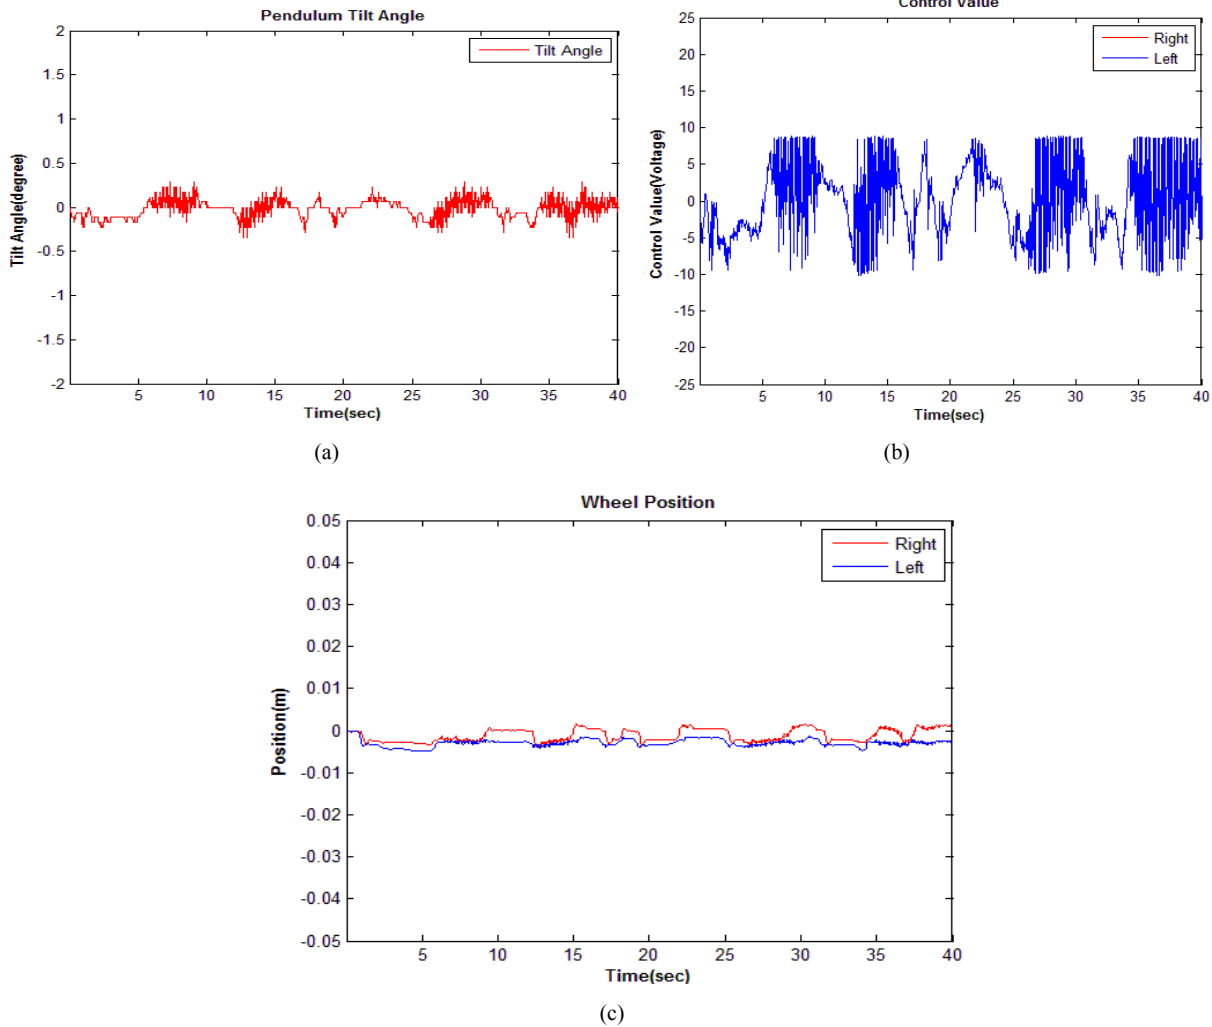 Pendulum Tilt Angle
2
1.5
1
0.5
0
-0.5
-1
-1.5
-2
Tilt Angle(degree)
Tilt Angle
5 10 15 20 25 30 35 40
Time(sec)
(a)
Control Value
25
20
15
10
5
0
-5
-10
-15
-20
-25
Control Value(Voltage)
Right
Left
5 10 15 20 25 30 35 40
Time(sec)
(b)
Wheel Position
0.05
0.04
0.03
0.02
0.01
0
-0.01
-0.02
-0.03
-0.04
-0.05
Position(m)
Right
Left
5 10 15 20 25 30 35 40
Time(sec)
(c)